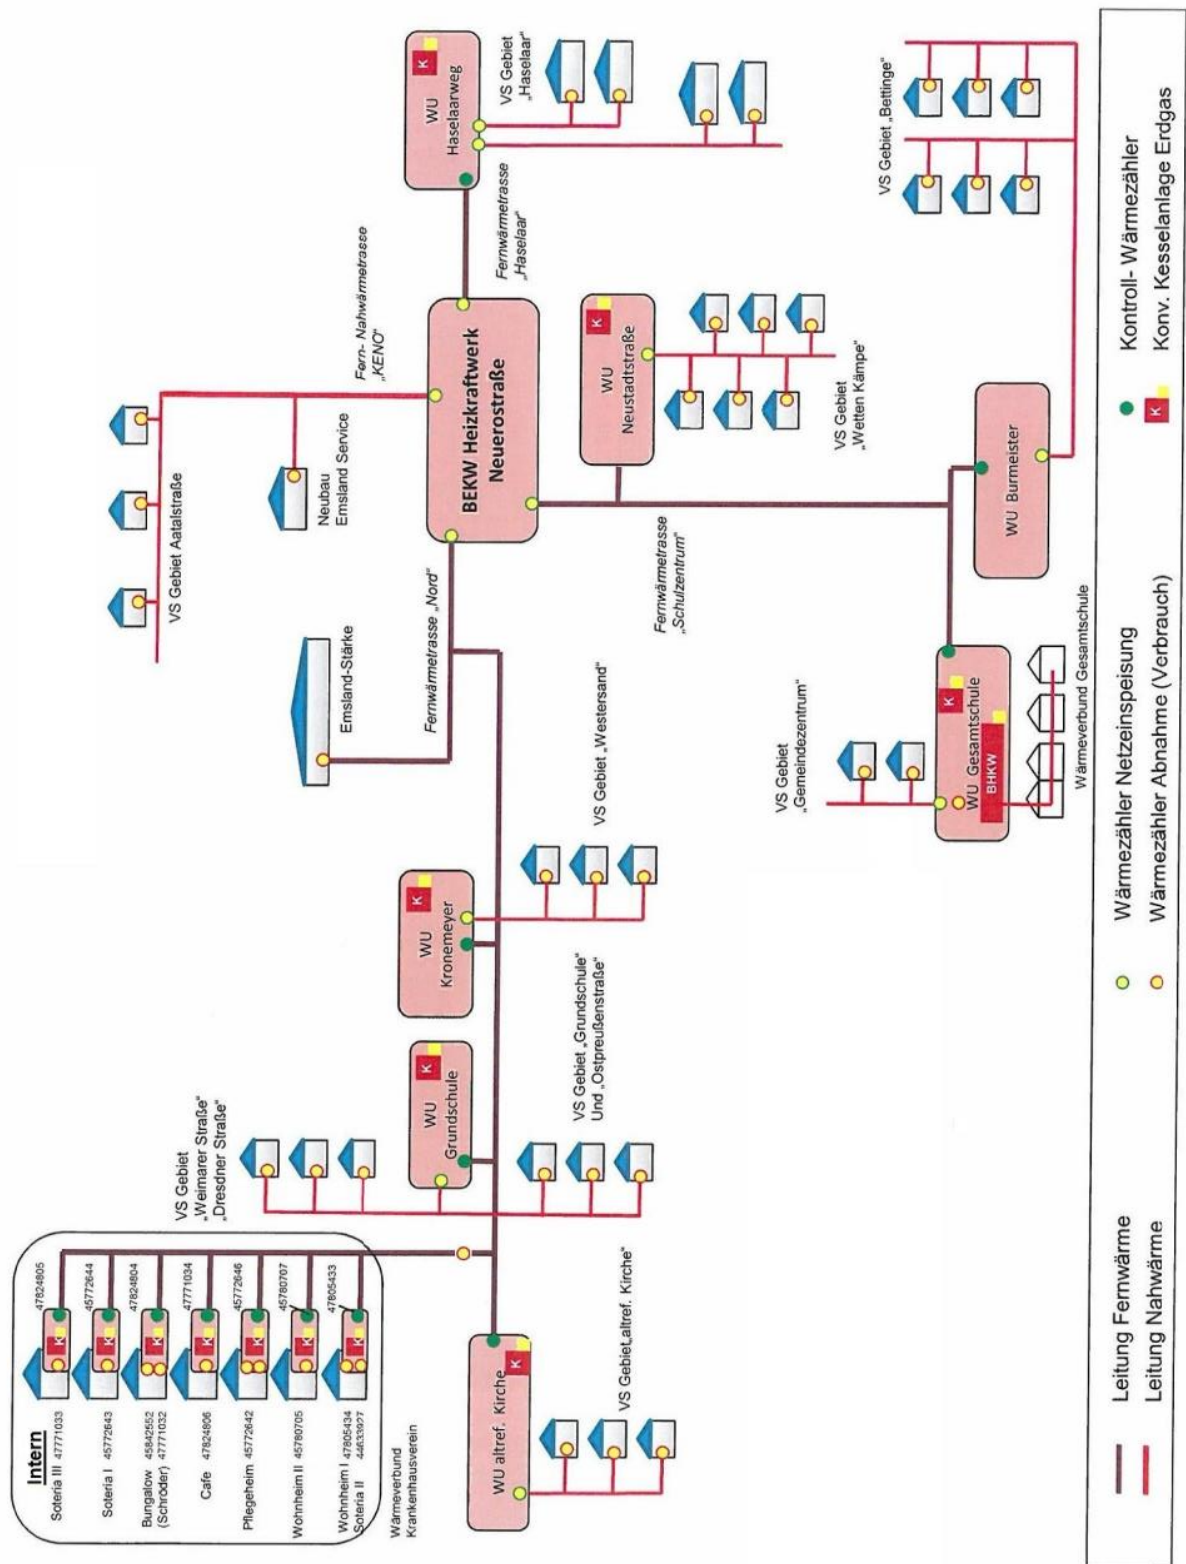 Intern
Soteria III 47771033
47824805
Soteria I 45772643
45772644
Bungalow 45842552
(Schröder) 47771032
47824804
Cafe 47824806
47771034
Pflegeheim 45772642
45772646
Wohnheim II 45780705
45780707
Wohnheim I 47805434
Soteria II 44633927
47805433
K
K
K
K
K
K
K
Wärmeverbund
Krankenhausverein
VS Gebiet
„Weimarer Straße“
„Dresdner Straße“
VS Gebiet Aatalstraße
Neubau
Emsland Service
Emsland-Stärke
Fern- Nahwärmetrasse
„KENO“
WU
Grundschule
K
WU
Kronemeyer
K
Fernwärmetrasse „Nord“
BEKW Heizkraftwerk
Neuerostraße
WU
Haselaarweg
K
Fernwärmetrasse
„Haselaar“
VS Gebiet
„Haselaar“
WU altref. Kirche
K
VS Gebiet„altref. Kirche“
VS Gebiet „Grundschule“
Und „Ostpreußenstraße“
VS Gebiet „Westersand“
Fernwärmetrasse
„Schulzentrum“
WU
Neustadtstraße
K
VS Gebiet
„Wetten Kämpe“
VS Gebiet
„Gemeindezentrum“
WU Gesamtschule
K
BHKW
Wärmeverbund Gesamtschule
WU Burmeister
VS Gebiet „Bettinge“
Leitung Fernwärme
Wärmezähler Netzeinspeisung
Kontroll- Wärmezähler
Leitung Nahwärme
Wärmezähler Abnahme (Verbrauch)
K
Konv. Kesselanlage Erdgas